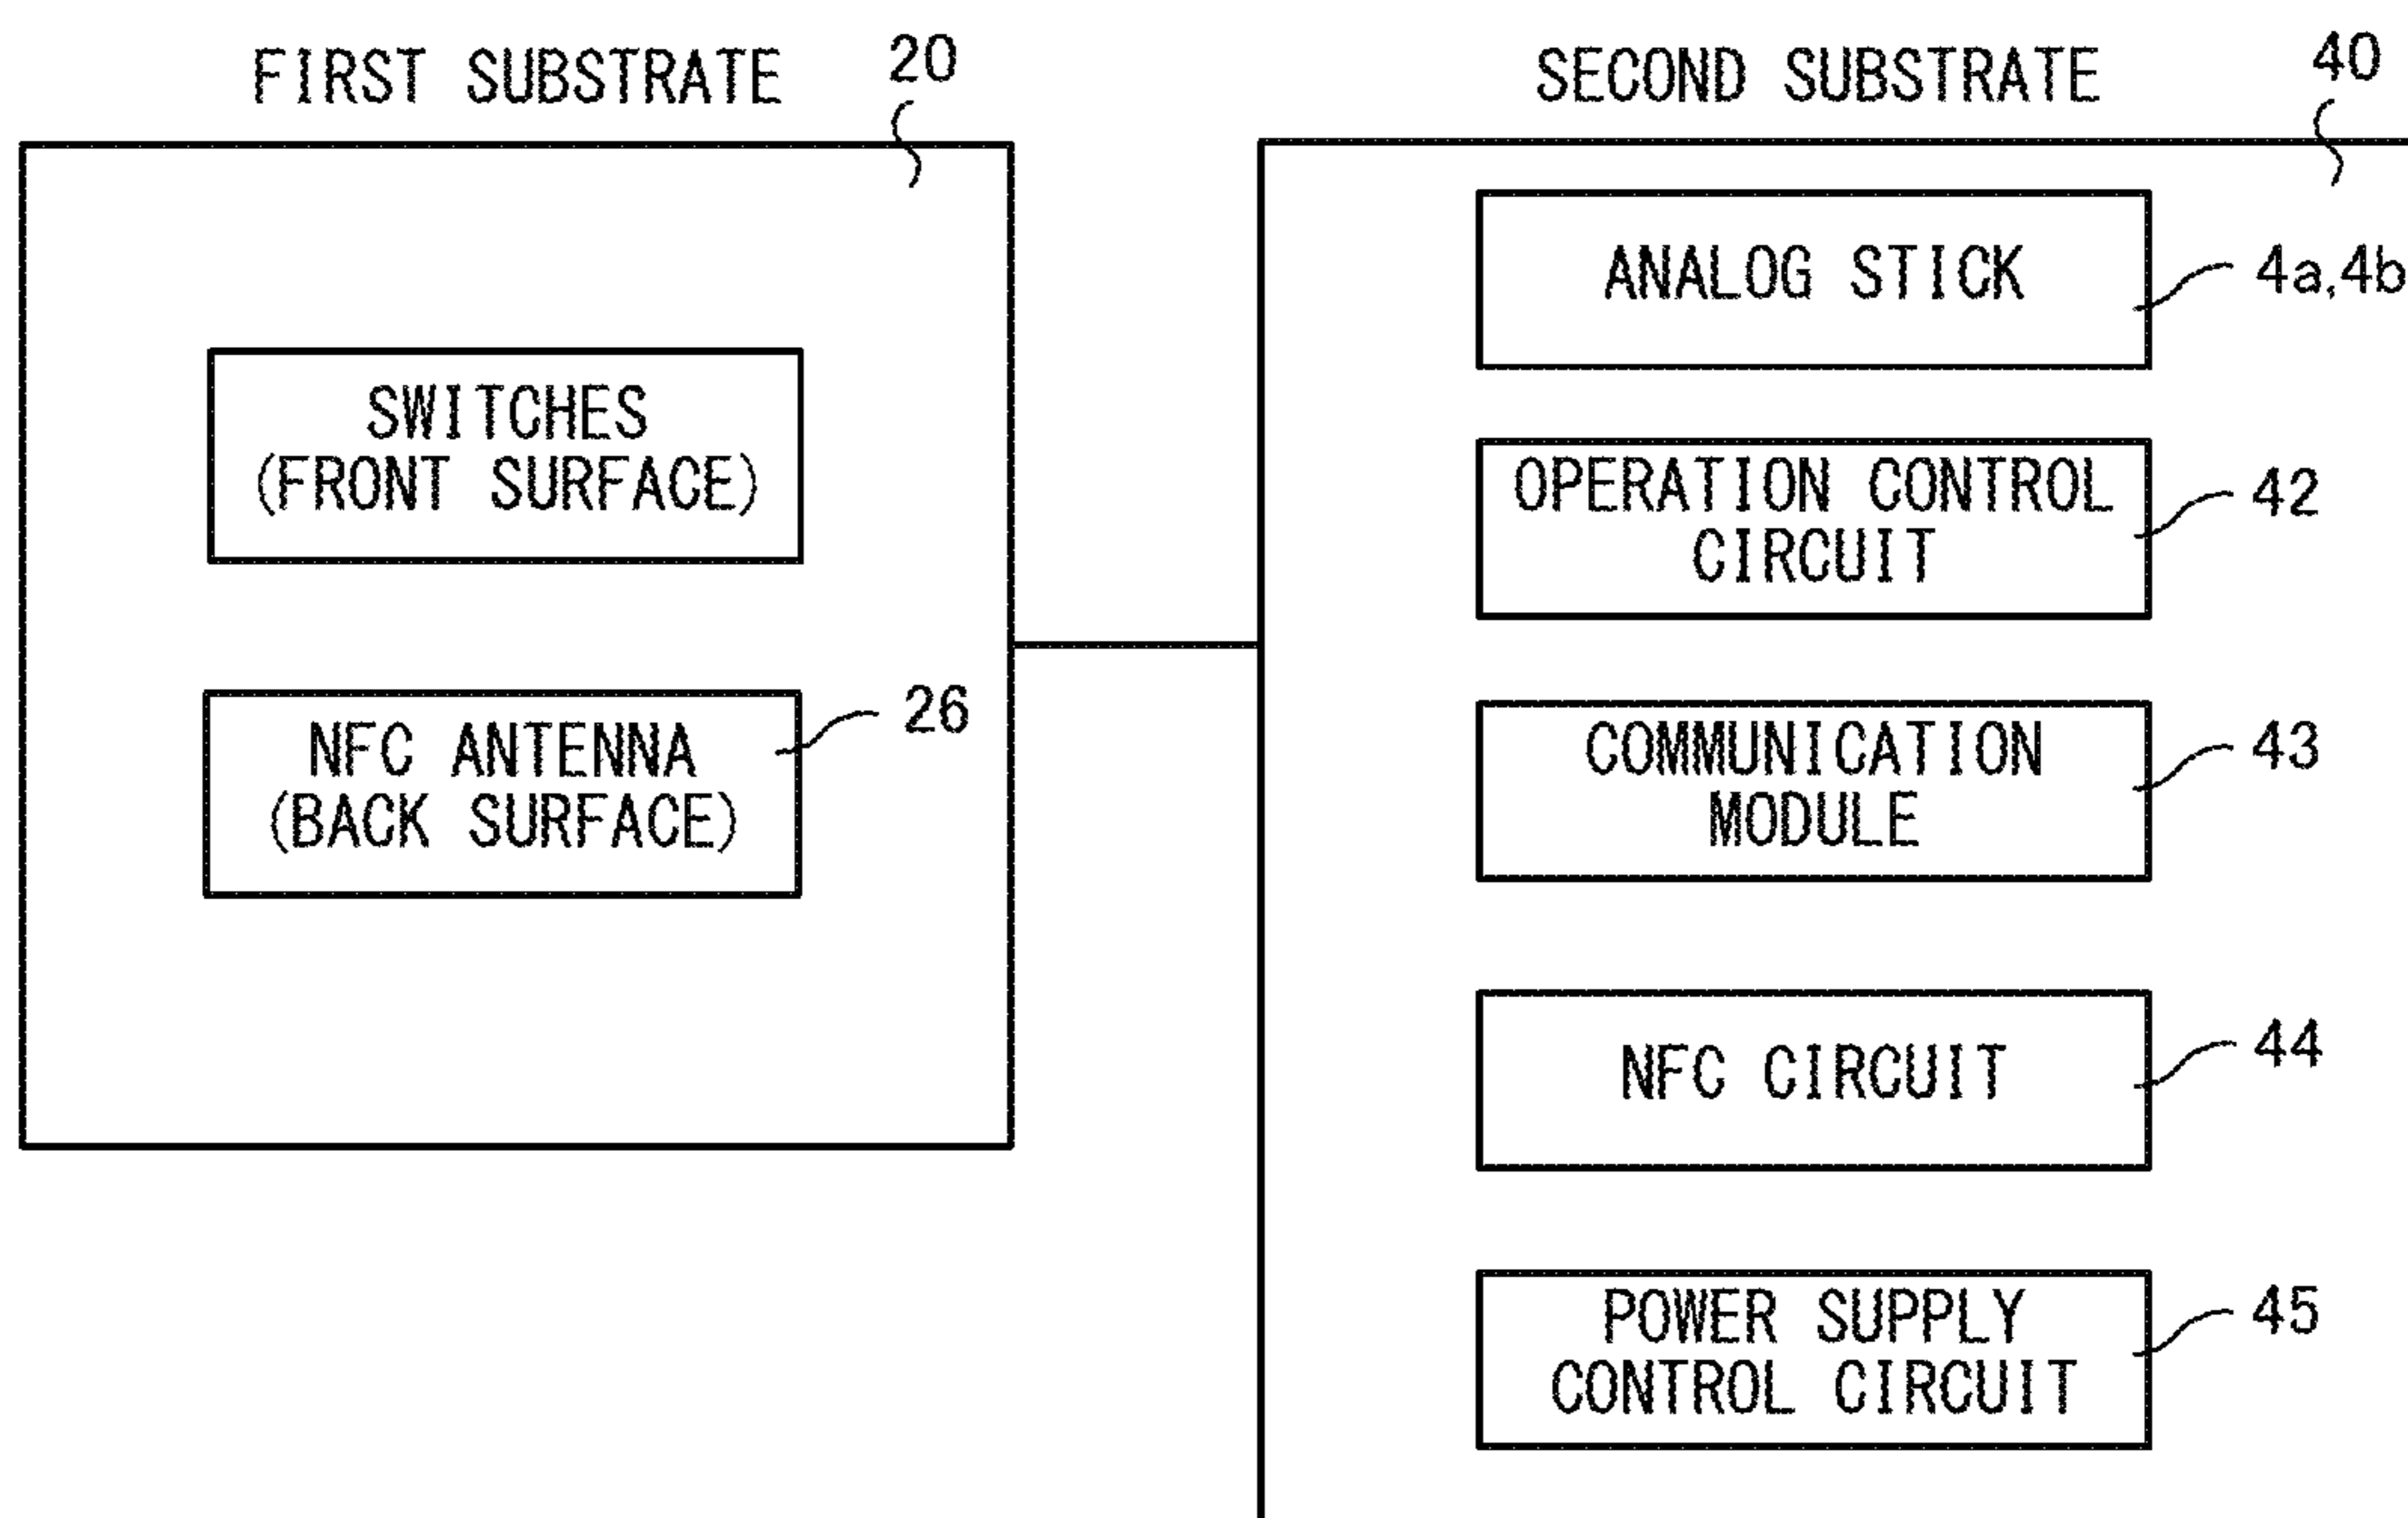 FIRST SUBSTRATE
20
SWITCHES
(FRONT SURFACE)
NFC ANTENNA
(BACK SURFACE)
26
SECOND SUBSTRATE
40
ANALOG STICK
4a,4b
OPERATION CONTROL
CIRCUIT
42
COMMUNICATION
MODULE
43
NFC CIRCUIT
44
POWER SUPPLY
CONTROL CIRCUIT
45